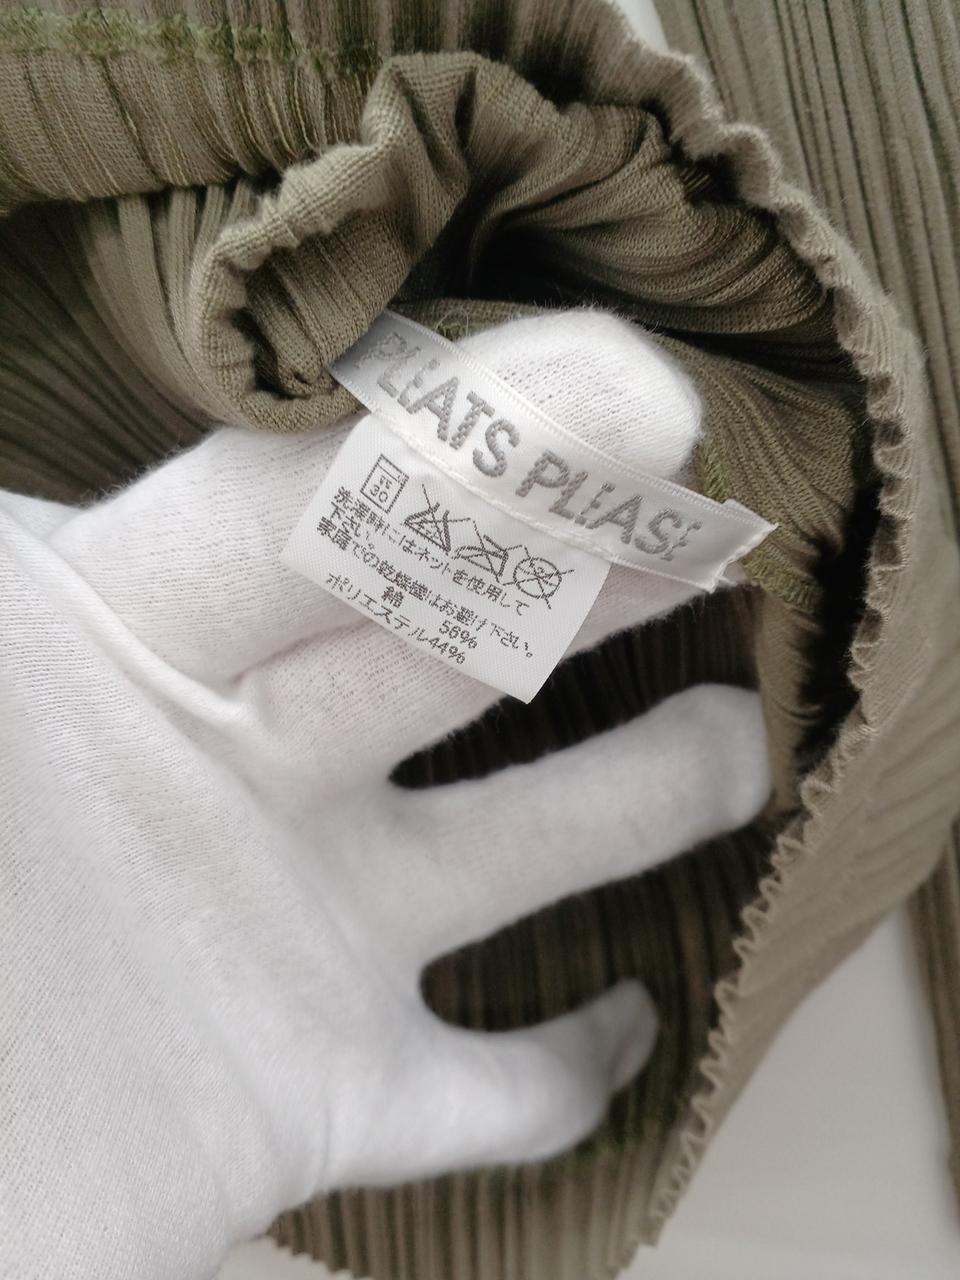 PLEATS PLEASE
弱
30
洗濯時にはネットを使用して
下さい。
家庭での乾燥機はお避け下さい。
綿 56%
ポリエステル44%